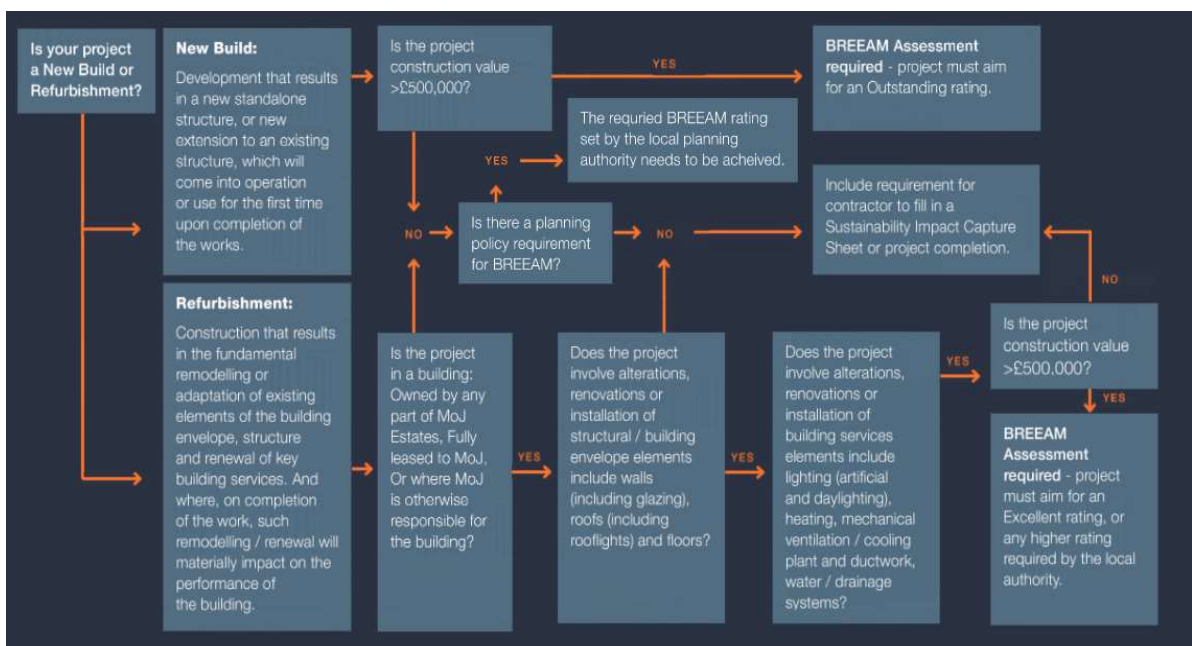 Is your project
a New Build or
Refurbishment?
New Build:
Development that results
in a new standalone
structure, or new
extension to an existing
structure, which will
come into operation
or use for the first time
upon completion of
the works.
Is the project
construction value
>£500,000?
YES
BREEAM Assessment
required - project must aim
for an Outstanding rating.
The requried BREEAM rating
set by the local planning
authority needs to be acheived.
YES
NO
Is there a planning
policy requirement
for BREEAM?
NO
Include requirement for
contractor to fill in a
Sustainability Impact Capture
Sheet or project completion.
NO
Refurbishment:
Construction that results
in the fundamental
remodelling or
adaptation of existing
elements of the building
envelope, structure
and renewal of key
building services. And
where, on completion
of the work, such
remodelling / renewal will
materially impact on the
performance of
the building.
Is the project
in a building:
Owned by any
part of MoJ
Estates, Fully
leased to MoJ,
Or where MoJ
is otherwise
responsible for
the building?
YES
Does the project
involve alterations,
renovations or
installation of
structural / building
envelope elements
include walls
(including glazing),
roofs (including
rooflights) and floors?
YES
Does the project
involve alterations,
renovations or
installation of
building services
elements include
lighting (artificial
and daylighting),
heating, mechanical
ventilation / cooling
plant and ductwork,
water / drainage
systems?
YES
Is the project
construction value
>£500,000?
YES
BREEAM
Assessment
required - project
must aim for an
Excellent rating, or
any higher rating
required by the local
authority.